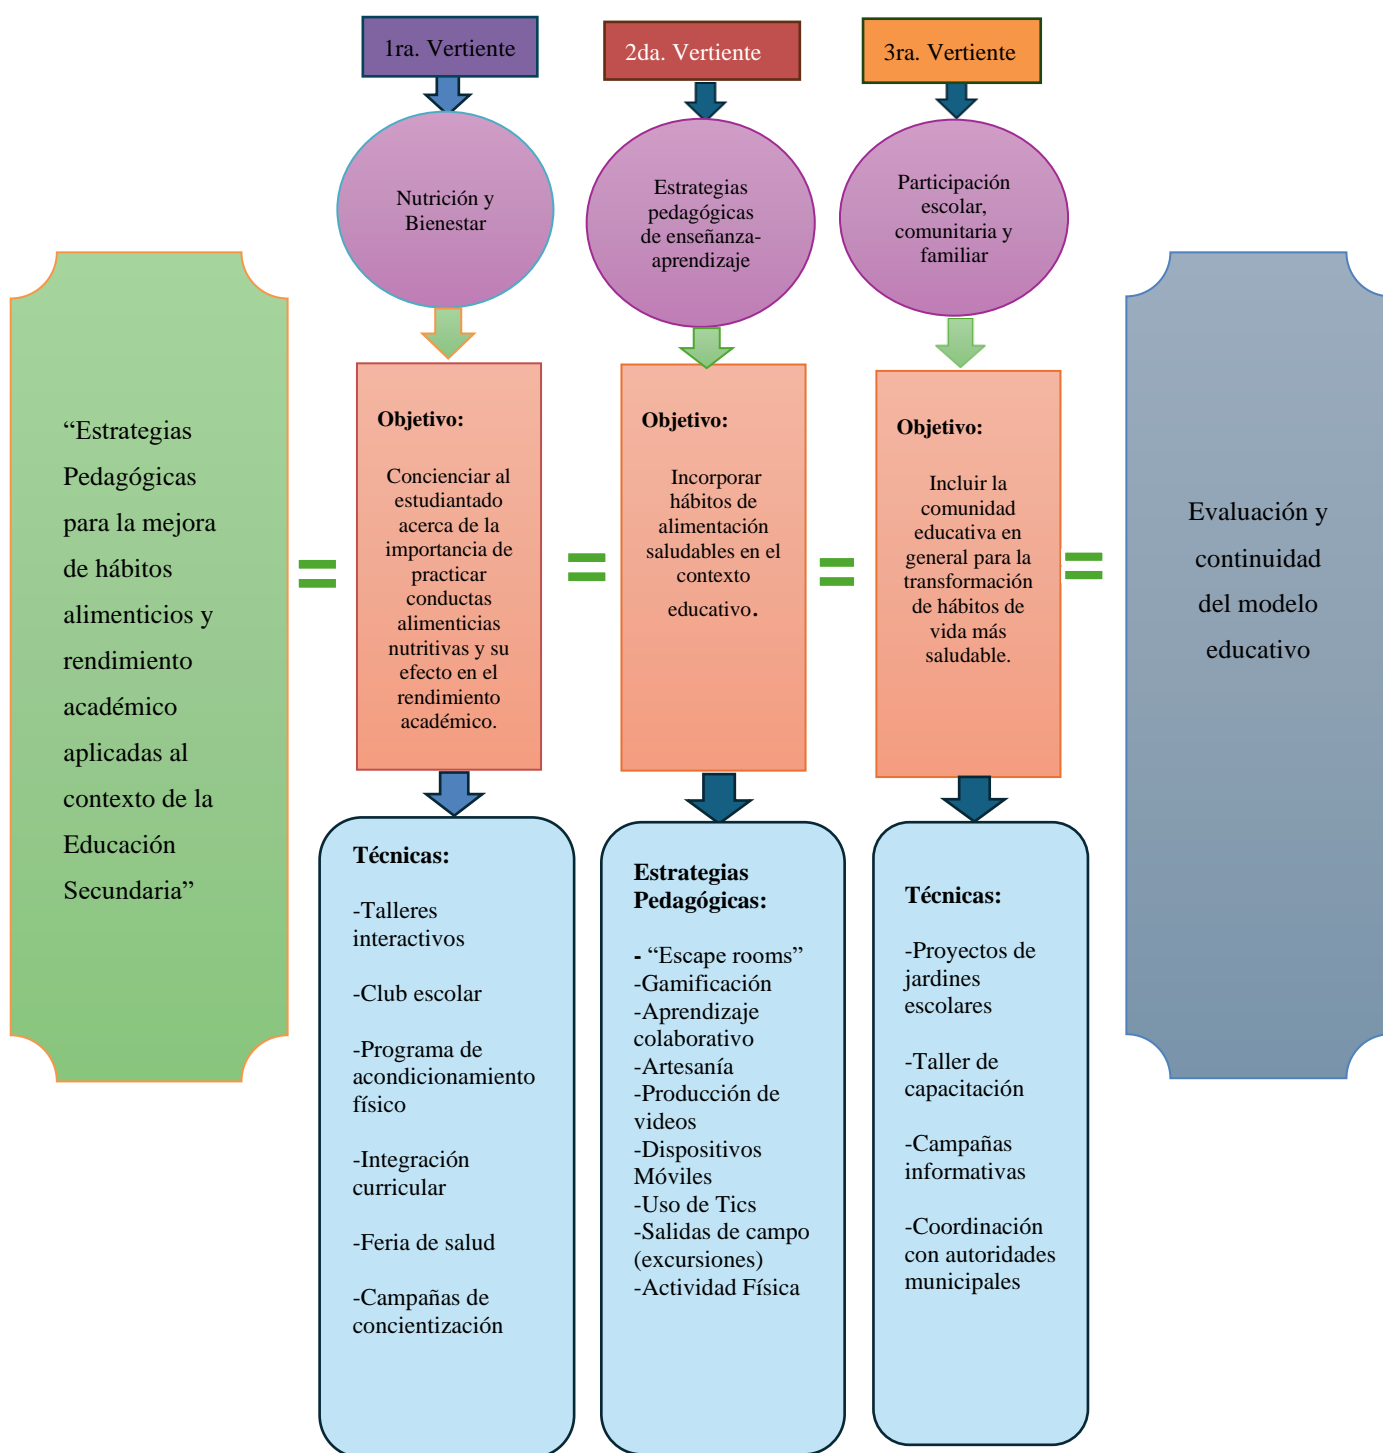 1ra. Vertiente
2da. Vertiente
3ra. Vertiente
Nutrición y
Bienestar
Estrategias
pedagógicas
de enseñanza-
aprendizaje
Participación
escolar,
comunitaria y
familiar
“Estrategias
Pedagógicas
para la mejora
de hábitos
alimenticios y
rendimiento
académico
aplicadas al
contexto de la
Educación
Secundaria”
=
Objetivo:
Concienciar al
estudiantado
acerca de la
importancia de
practicar
conductas
alimenticias
nutritivas y su
efecto en el
rendimiento
académico.
=
Objetivo:
Incorporar
hábitos de
alimentación
saludables en el
contexto
educativo.
=
Objetivo:
Incluir la
comunidad
educativa en
general para la
transformación
de hábitos de
vida más
saludable.
=
Evaluación y
continuidad
del modelo
educativo
Técnicas:
-Talleres
interactivos
-Club escolar
-Programa de
acondicionamiento
físico
-Integración
curricular
-Feria de salud
-Campañas de
concientización
Estrategias
Pedagógicas:
- “Escape rooms”
-Gamificación
-Aprendizaje
colaborativo
-Artesanía
-Producción de
videos
-Dispositivos
Móviles
-Uso de Tics
-Salidas de campo
(excursiones)
-Actividad Física
Técnicas:
-Proyectos de
jardines
escolares
-Taller de
capacitación
-Campañas
informativas
-Coordinación
con autoridades
municipales